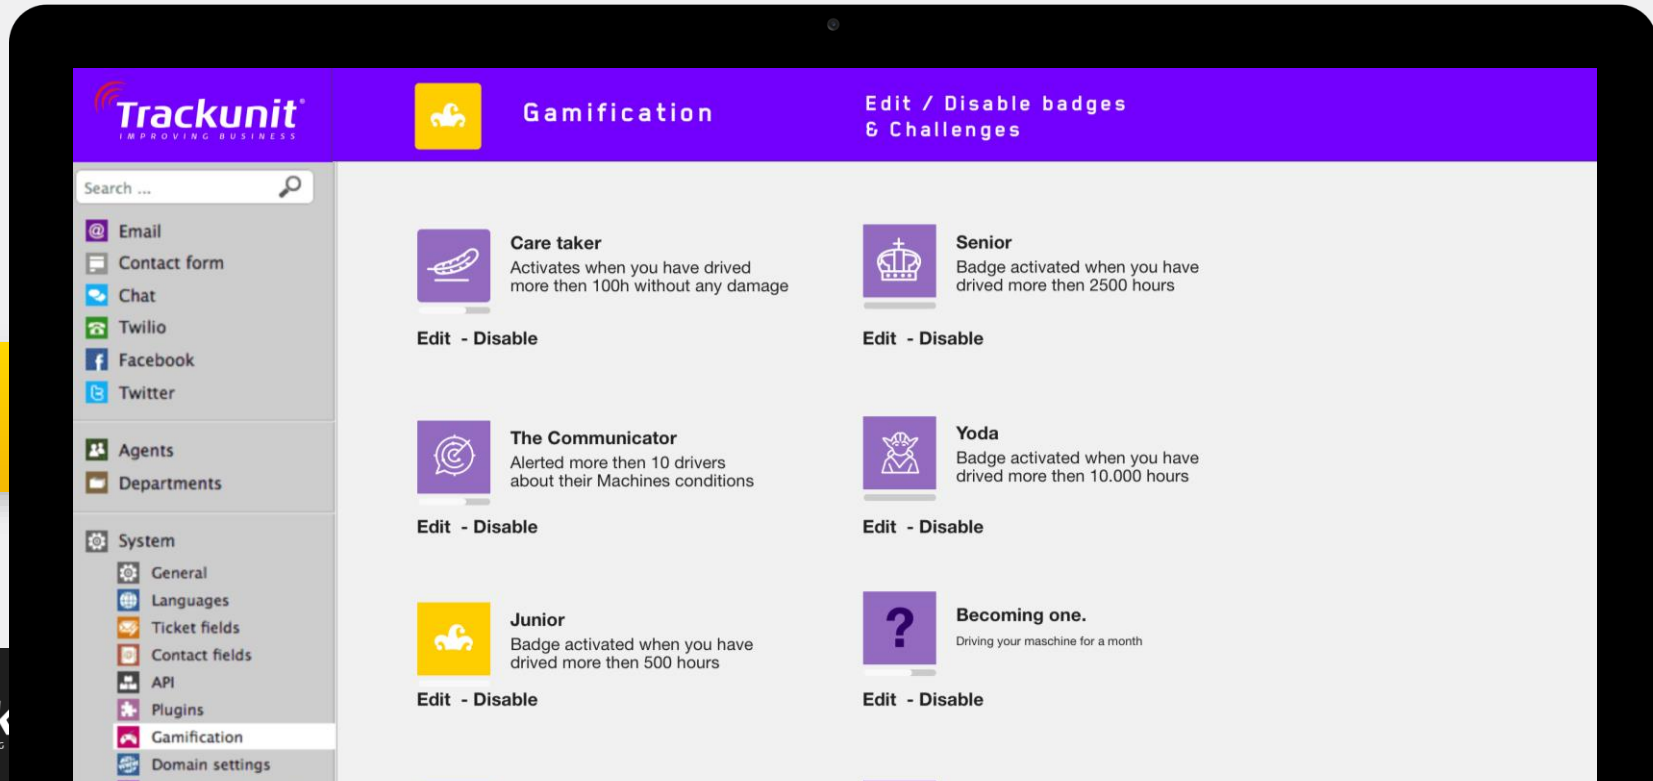 Trackunit
IMPROVING BUSINESS
Gamification
Edit / Disable badges
& Challenges
Search ...
Email
Contact form
Chat
Twilio
Facebook
Twitter
Agents
Departments
System
General
Languages
Ticket fields
Contact fields
API
Plugins
Gamification
Domain settings
Care taker
Activates when you have drived
more then 100h without any damage
Edit - Disable
Senior
Badge activated when you have
drived more then 2500 hours
Edit - Disable
The Communicator
Alerted more then 10 drivers
about their Machines conditions
Edit - Disable
Yoda
Badge activated when you have
drived more then 10.000 hours
Edit - Disable
Junior
Badge activated when you have
drived more then 500 hours
Edit - Disable
?
Becoming one.
Driving your maschine for a month
Edit - Disable